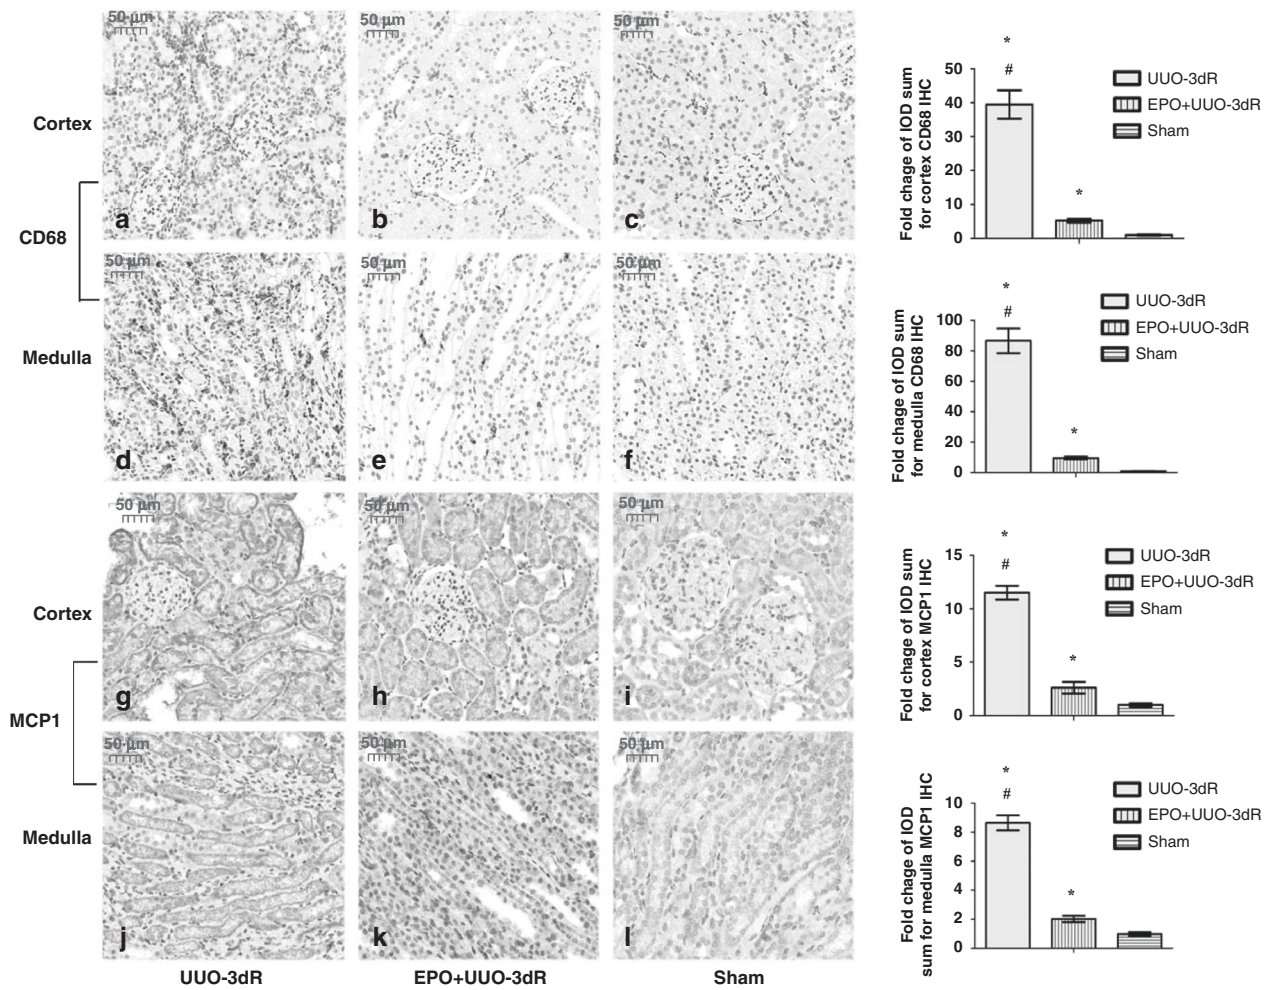 50 µm
50 µm
50 µm
Cortex
a
b
c
CD68
50 µm
50 µm
50 µm
Medulla
d
e
f
50 µm
50 µm
50 µm
Cortex
g
h
i
MCP1
50 µm
50 µm
50 µm
Medulla
j
k
l
UUO-3dR
EPO+UUO-3dR
Sham
Fold chage of IOD sum
for cortex CD68 IHC
50
40
30
20
10
0
*
#
*
UUO-3dR
EPO+UUO-3dR
Sham
Fold chage of IOD sum
for medulla CD68 IHC
100
80
60
40
20
0
*
#
*
UUO-3dR
EPO+UUO-3dR
Sham
Fold chage of IOD sum
for cortex MCP1 IHC
15
10
5
0
*
#
*
UUO-3dR
EPO+UUO-3dR
Sham
Fold chage of IOD
sum for medulla MCP1 IHC
10
8
6
4
2
0
*
#
*
UUO-3dR
EPO+UUO-3dR
Sham